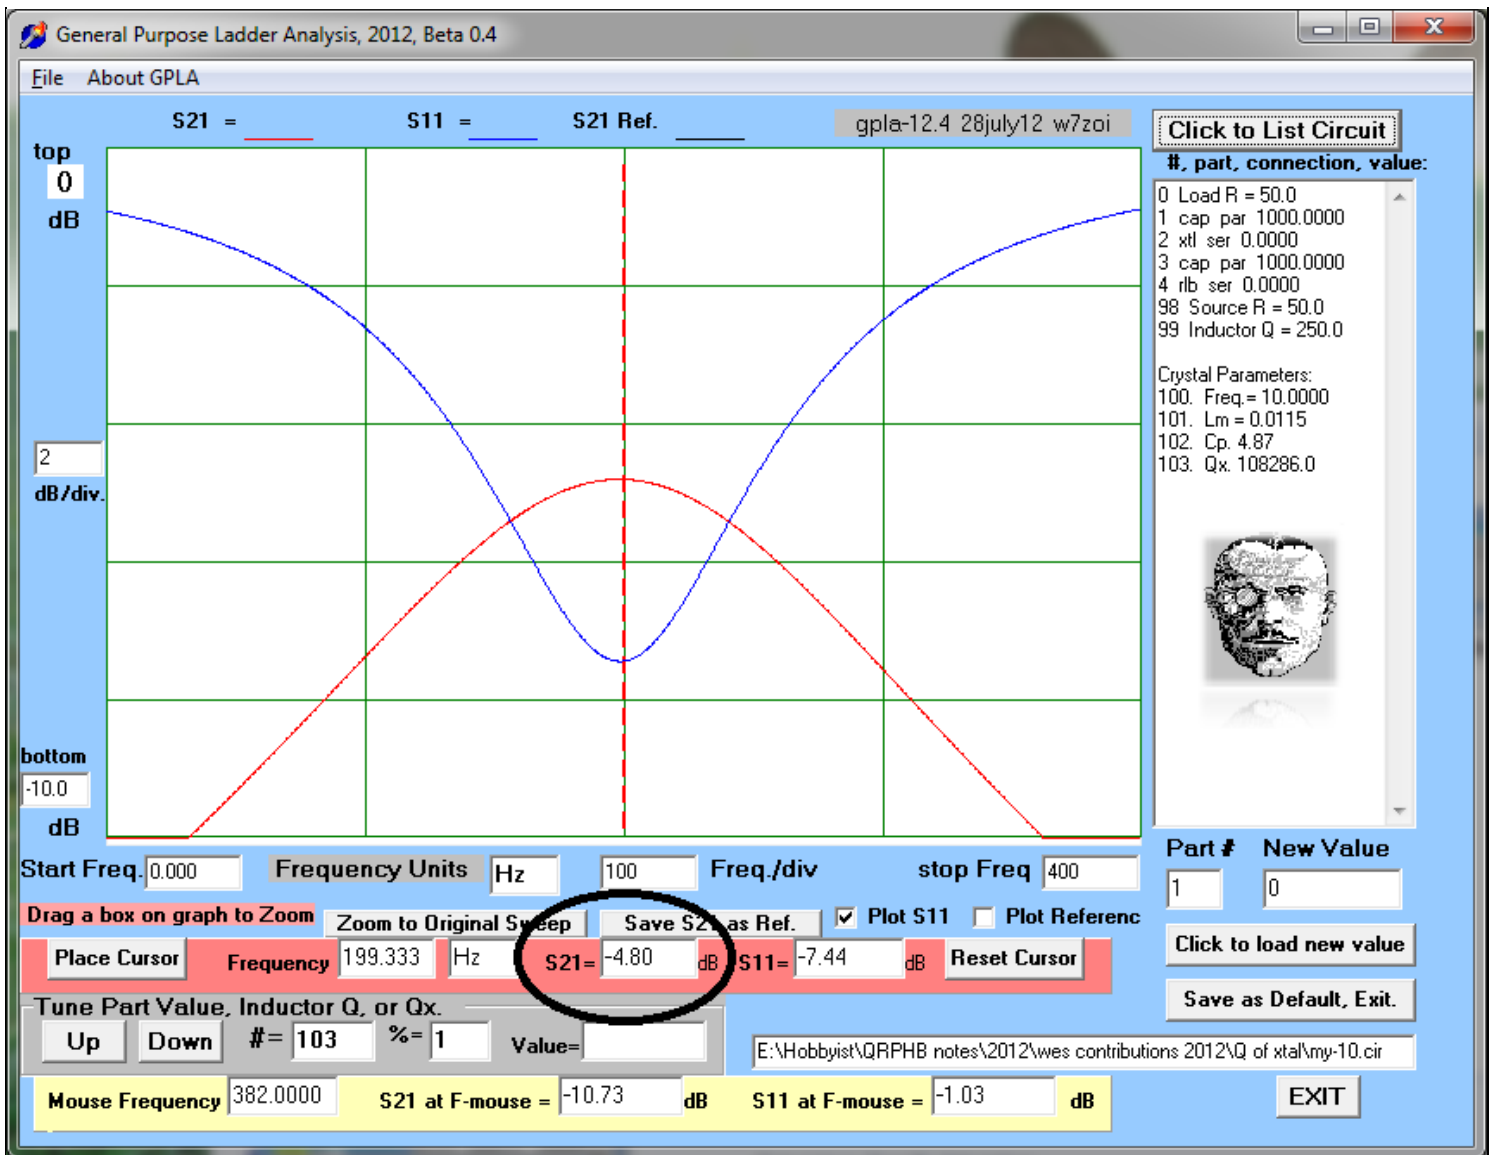 General Purpose Ladder Analysis, 2012, Beta 0.4
File About GPLA
S21 = S11 = S21 Ref. gpla-12.4 28july12 w7zoi
Click to List Circuit
#, part, connection, value:
top
0
dB
0 Load R = 50.0
1 cap par 1000.0000
2 xtl ser 0.0000
3 cap par 1000.0000
4 rlb ser 0.0000
98 Source R = 50.0
99 Inductor Q = 250.0
Crystal Parameters:
100. Freq.= 10.0000
101. Lm = 0.0115
102. Cp. 4.87
103. Qx. 108286.0
2
dB/div.
bottom
-10.0
dB
Start Freq. 0.000 Frequency Units Hz 100 Freq./div stop Freq 400
Part # New Value
1 0
Drag a box on graph to Zoom Zoom to Original Sweep Save S21 as Ref. Plot S11 Plot Referenc
Place Cursor Frequency 199.333 Hz S21= -4.80 dB S11= -7.44 dB Reset Cursor
Click to load new value
Save as Default, Exit.
Tune Part Value, Inductor Q, or Qx.
Up Down #= 103 %= 1 Value=
E:\Hobbyist\QRPHB notes\2012\wes contributions 2012\Q of xtal\my-10.cir
Mouse Frequency 382.0000 S21 at F-mouse = -10.73 dB S11 at F-mouse = -1.03 dB
EXIT